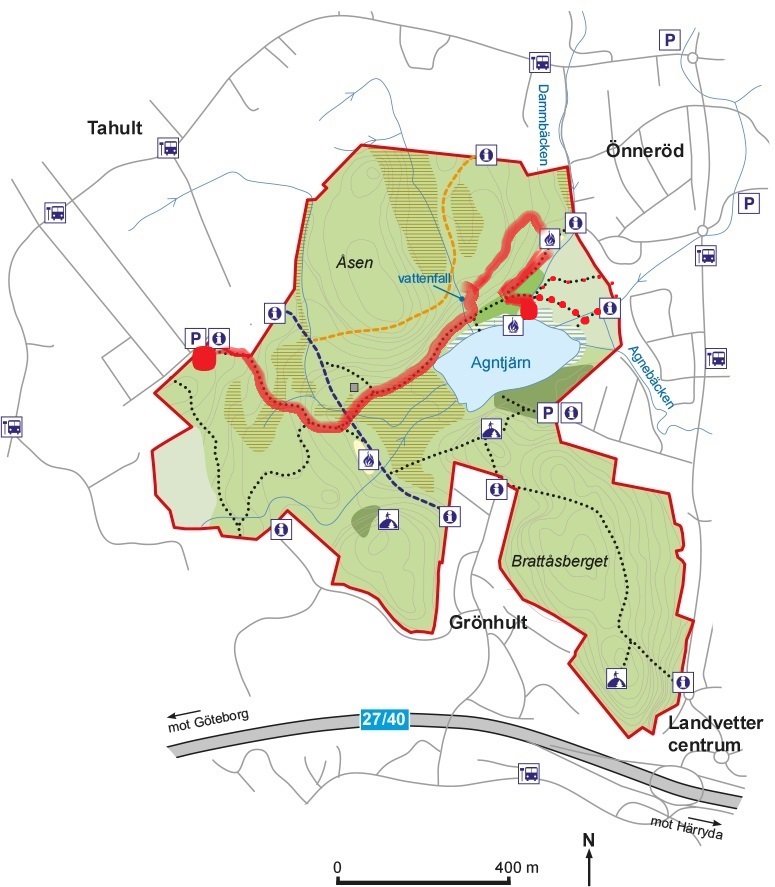 P
Dammbäcken
Tahult
i
Önneröd
P
i
Åsen
vattenfall
i
i
P i
Agntjärn
Agnebäcken
P i
i
i
i
Brattåsberget
Grönhult
i
mot Göteborg
27/40
Landvetter
centrum
mot Härryda
N
0
400 m